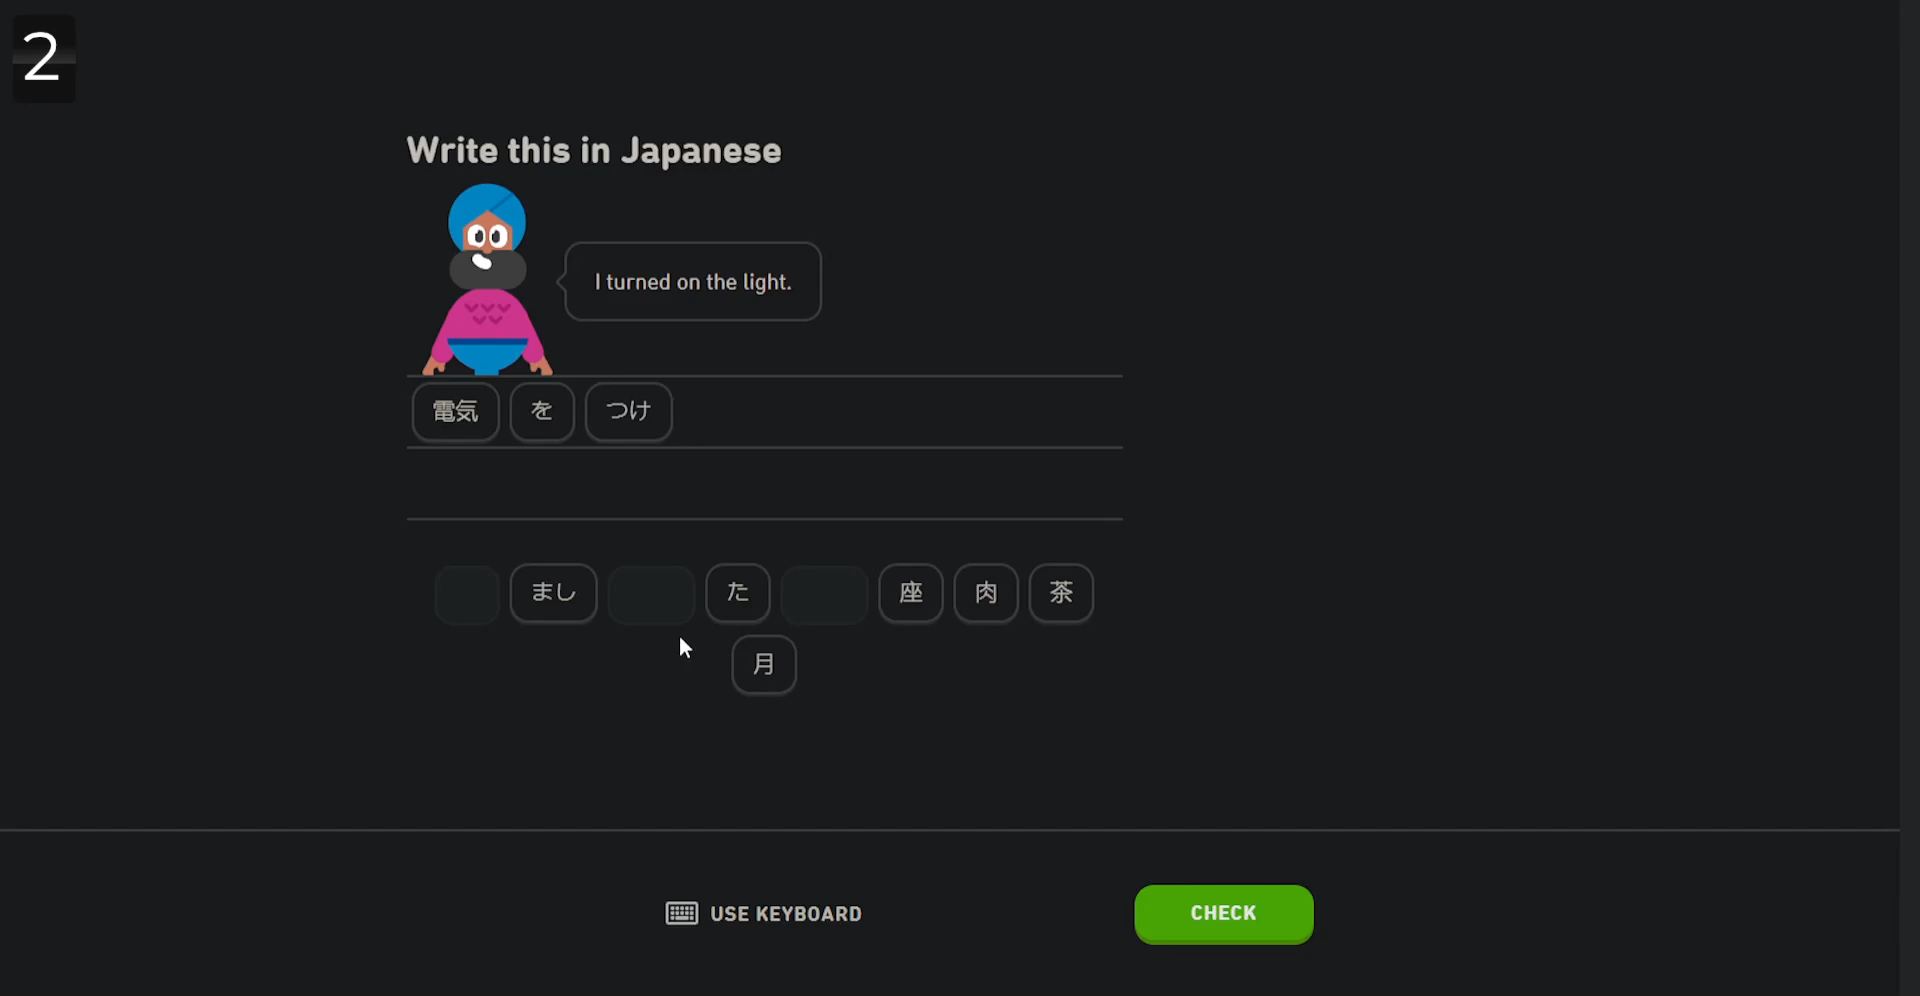 2
Write this in Japanese
I turned on the light.
電気 を つけ
まし た 座 肉 茶
月
USE KEYBOARD CHECK